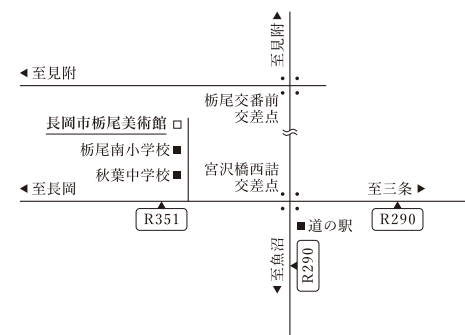 至見附
至見附
栃尾交番前
交差点
長岡市栃尾美術館
栃尾南小学校
秋葉中学校
宮沢橋西詰
交差点
至長岡
至三条
R351
R290
道の駅
至魚沼
R290